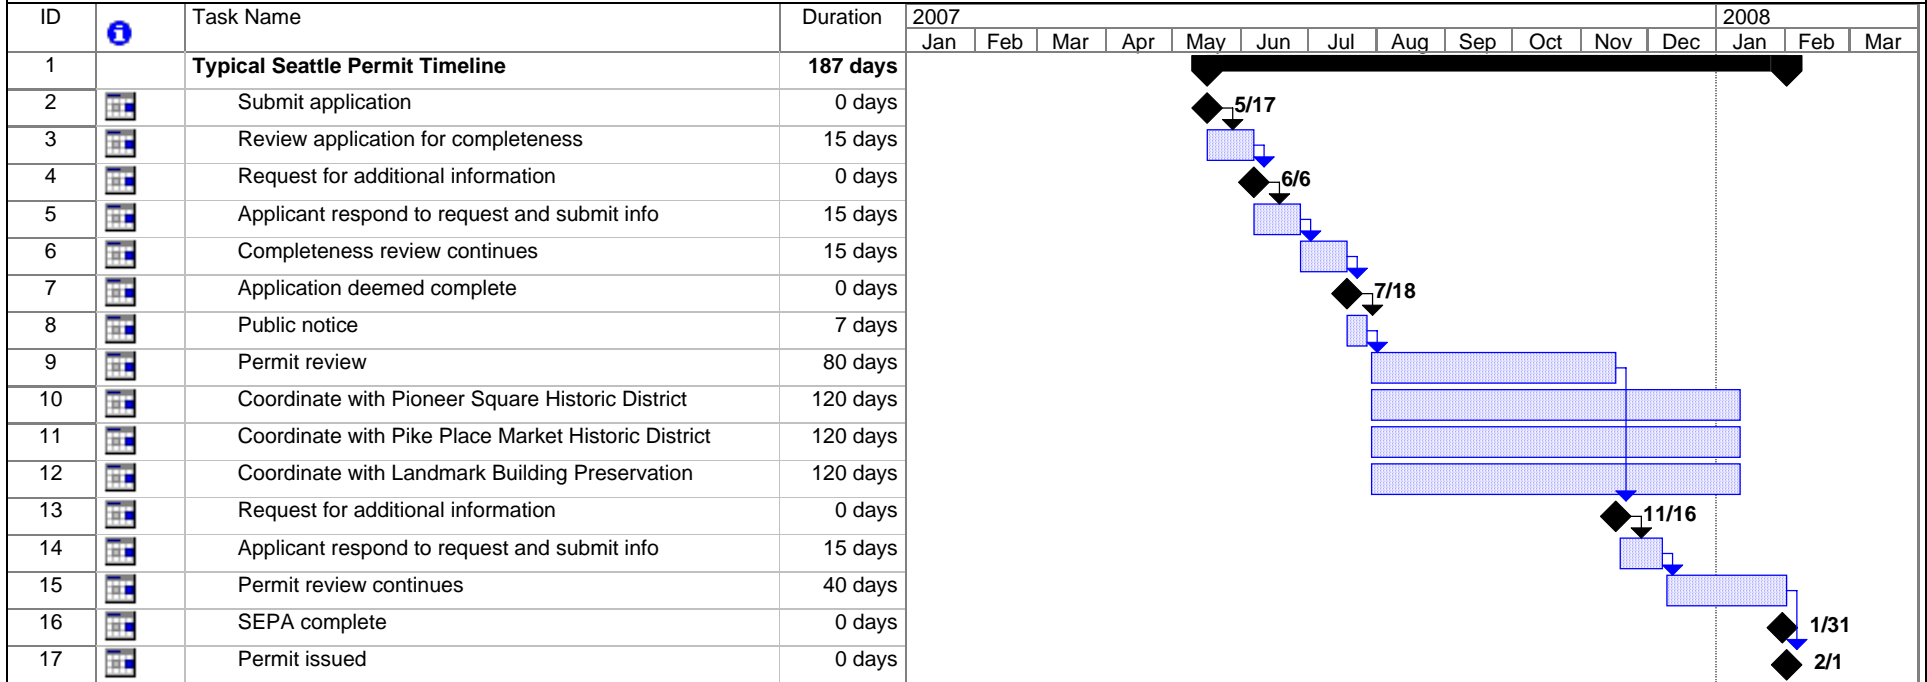 ID Task Name Duration 2007 2008
Jan Feb Mar Apr May Jun Jul Aug Sep Oct Nov Dec Jan Feb Mar
1 Typical Seattle Permit Timeline 187 days
2 Submit application 0 days 5/17
3 Review application for completeness 15 days
4 Request for additional information 0 days 6/6
5 Applicant respond to request and submit info 15 days
6 Completeness review continues 15 days
7 Application deemed complete 0 days 7/18
8 Public notice 7 days
9 Permit review 80 days
10 Coordinate with Pioneer Square Historic District 120 days
11 Coordinate with Pike Place Market Historic District 120 days
12 Coordinate with Landmark Building Preservation 120 days
13 Request for additional information 0 days 11/16
14 Applicant respond to request and submit info 15 days
15 Permit review continues 40 days
16 SEPA complete 0 days 1/31
17 Permit issued 0 days 2/1